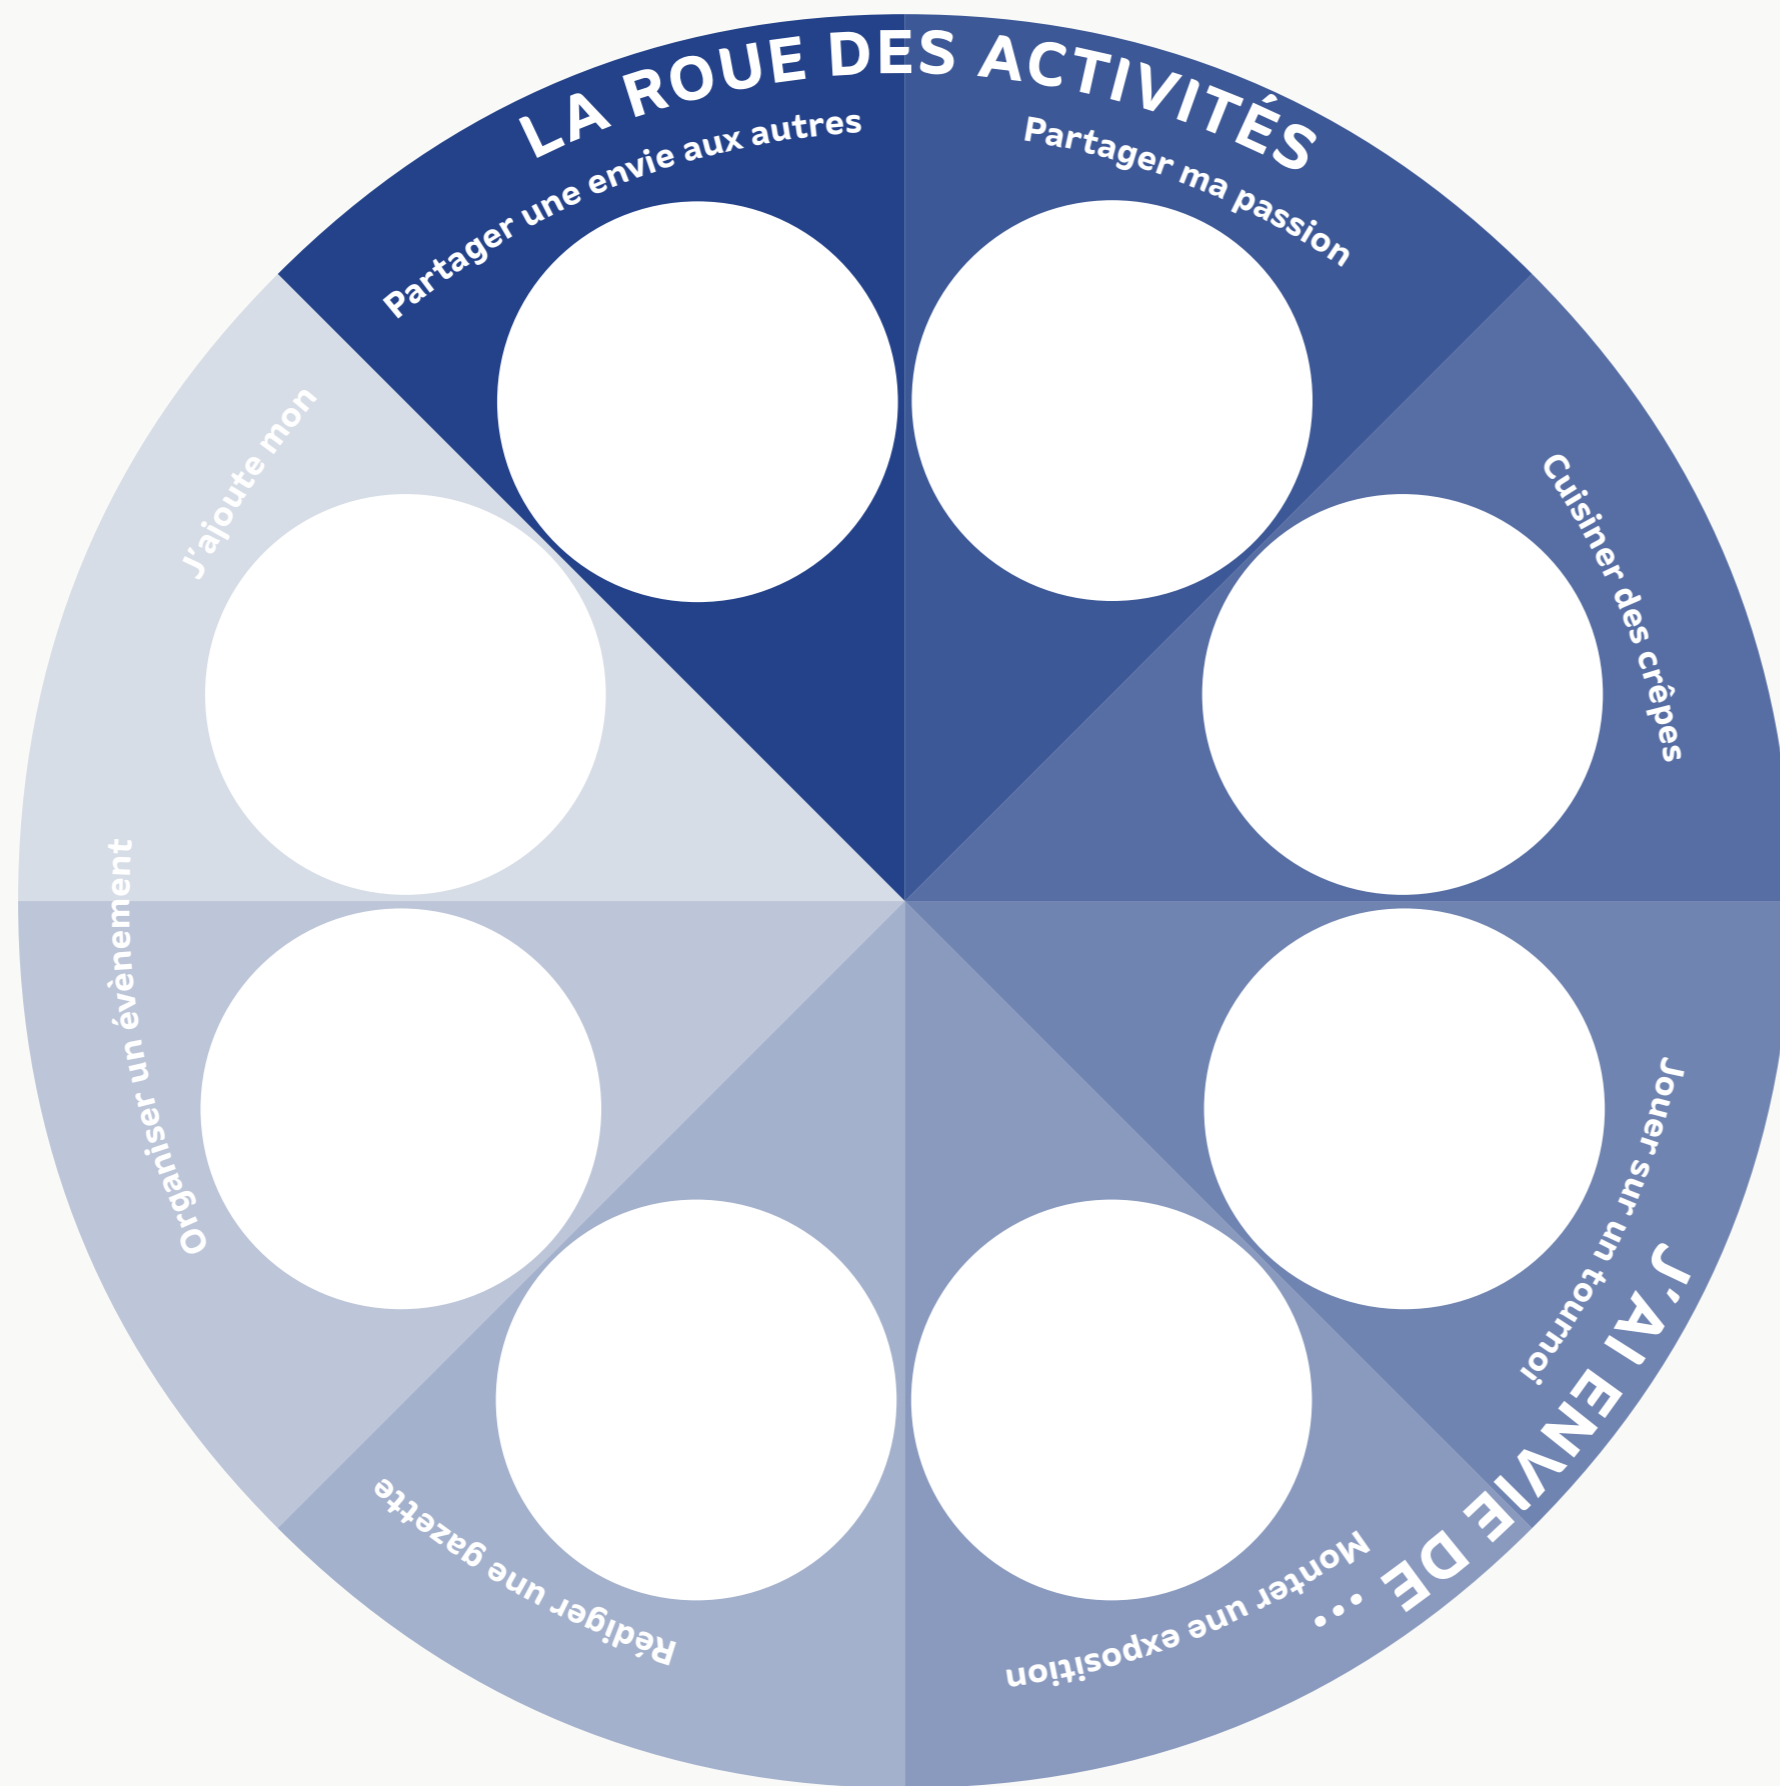 LA ROUE DES ACTIVITÉS
Partager une envie aux autres
Partager ma passion
Cuisiner des crêpes
Jouer sur un tournoi
J'AI ENVIE DE ...
Monter une exposition
Rédiger une gazette
Organiser un évènement
J'ajoute mon